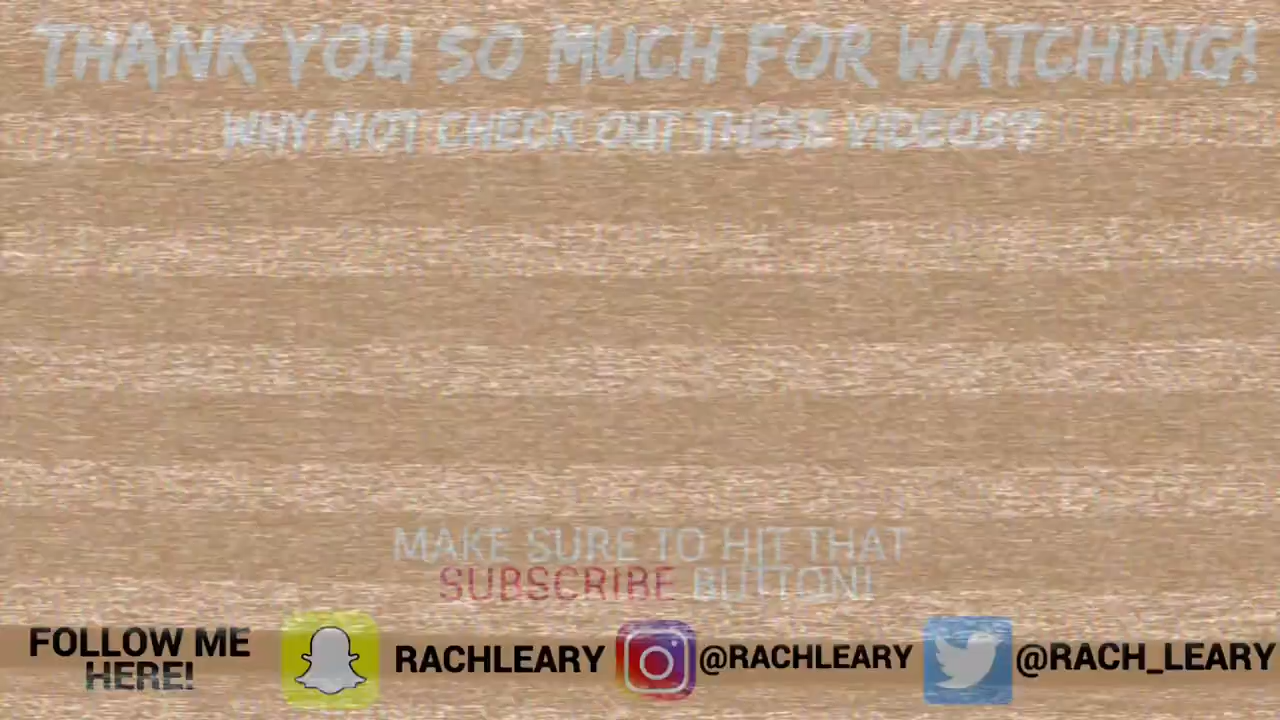 THANK YOU SO MUCH FOR WATCHING!
WHY NOT CHECK OUT THESE VIDEOS?
MAKE SURE TO HIT THAT
SUBSCRIBE BUTTON!
FOLLOW ME
HERE!
RACHLEARY
@RACHLEARY
@RACH_LEARY